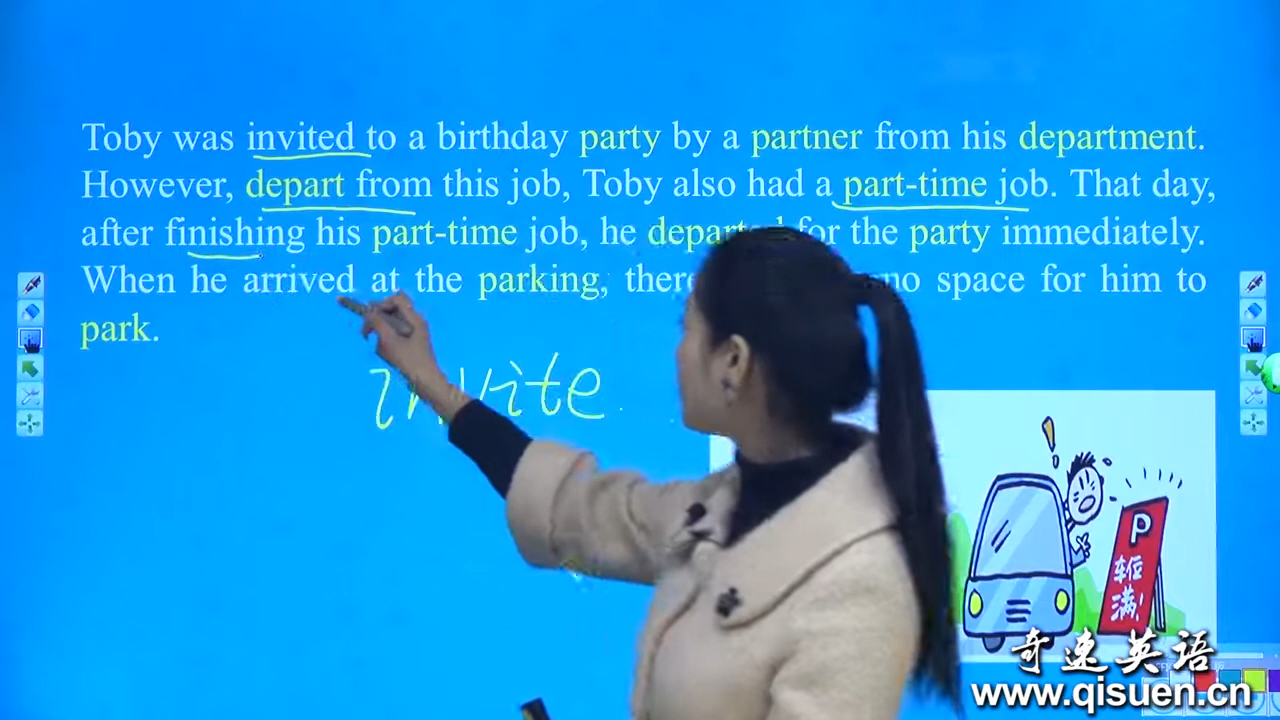 Toby was invited to a birthday party by a partner from his department.
However, depart from this job, Toby also had a part-time job. That day,
after finishing his part-time job, he departed for the party immediately.
When he arrived at the parking, there no space for him to
park.
invite
P
车位
满!
奇速英语
www.qisuen.cn